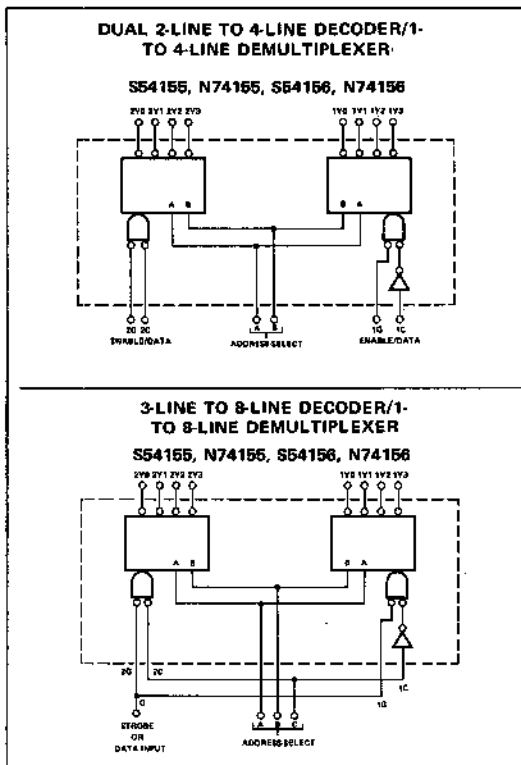 DUAL 2-LINE TO 4-LINE DECODER/1-
TO 4-LINE DEMULTIPLEXER
S54155, N74155, S54156, N74156
2Y0 2Y1 2Y2 2Y3
1Y0 1Y1 1Y2 1Y3
A B
B A
2G 2C
A B
1G 1C
ENABLE/DATA
ADDRESS SELECT
ENABLE/DATA
3-LINE TO 8-LINE DECODER/1-
TO 8-LINE DEMULTIPLEXER
S54155, N74155, S54156, N74156
2Y0 2Y1 2Y2 2Y3
1Y0 1Y1 1Y2 1Y3
A B
B A
2G 2C
1G 1C
G
A B C
STROBE
OR
DATA INPUT
ADDRESS SELECT